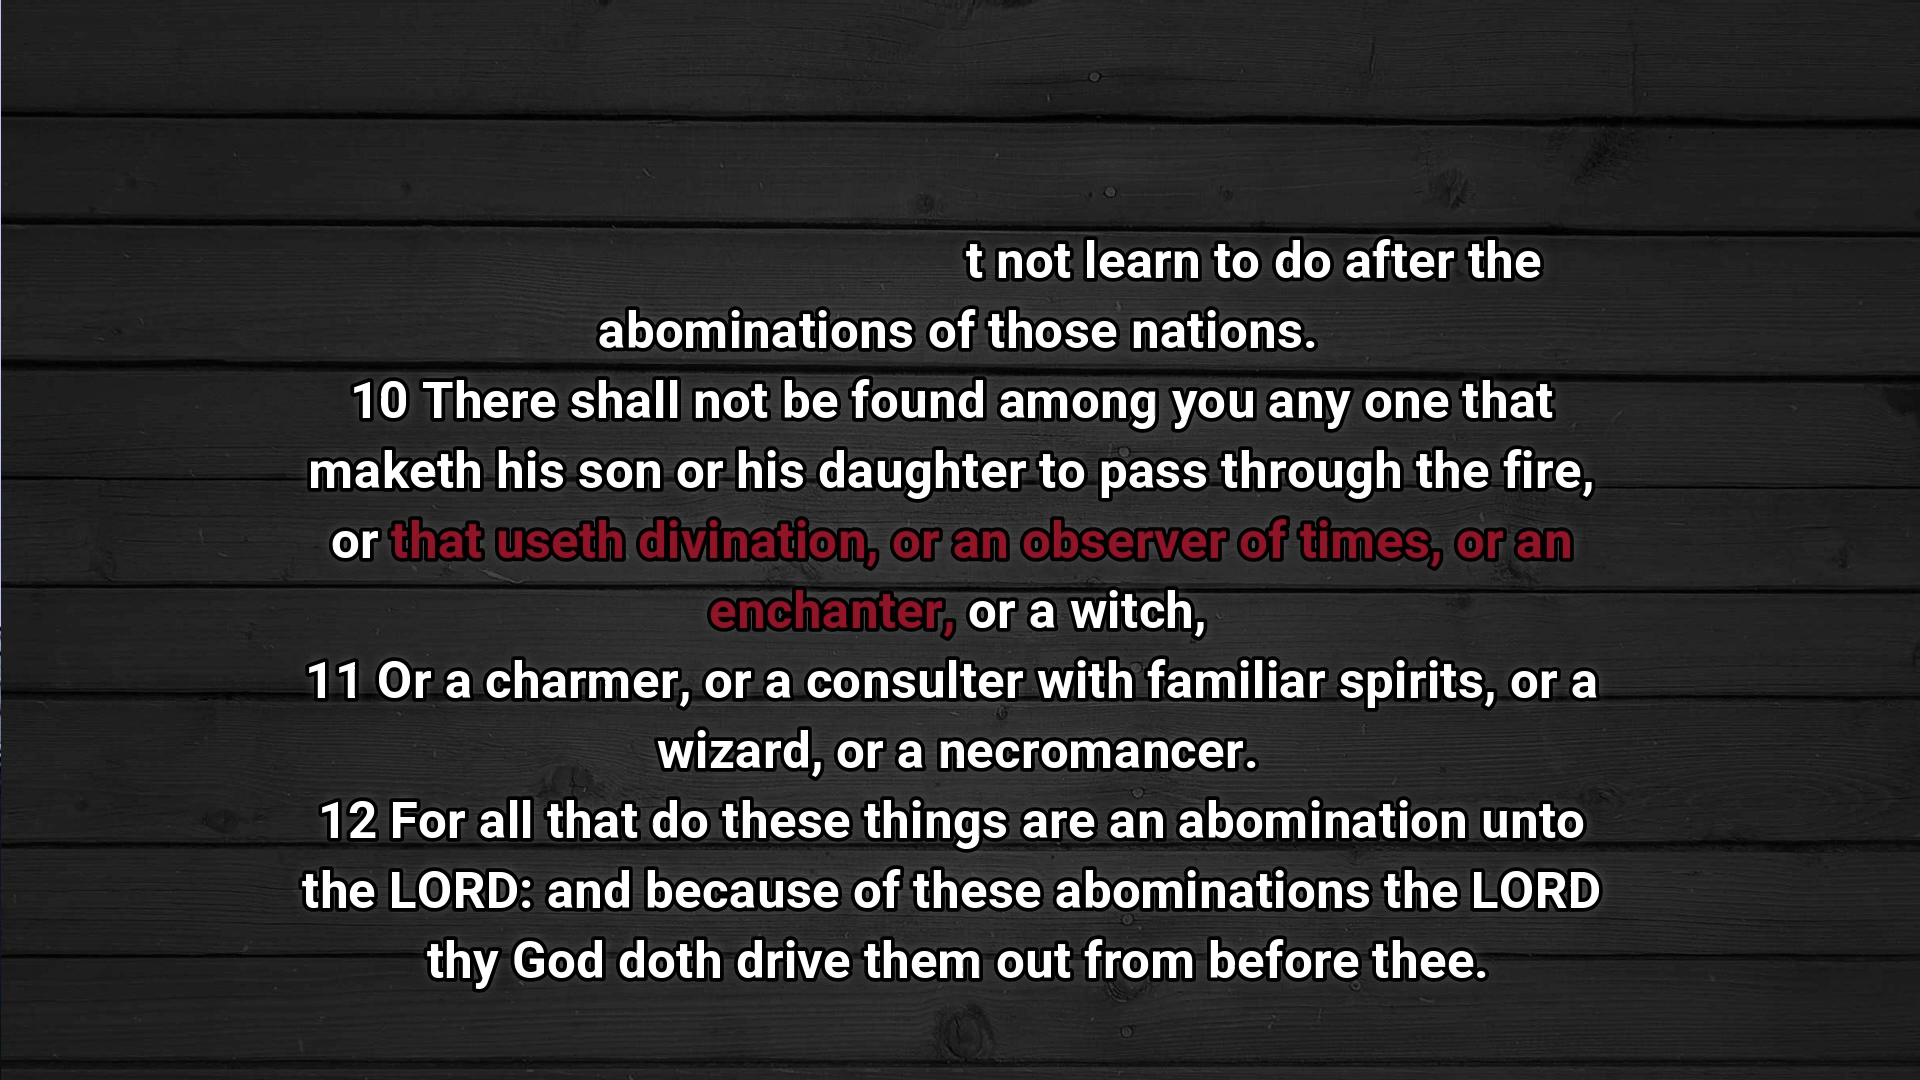 t not learn to do after the
abominations of those nations.
10 There shall not be found among you any one that
maketh his son or his daughter to pass through the fire,
or that useth divination, or an observer of times, or an
enchanter, or a witch,
11 Or a charmer, or a consulter with familiar spirits, or a
wizard, or a necromancer.
12 For all that do these things are an abomination unto
the LORD: and because of these abominations the LORD
thy God doth drive them out from before thee.